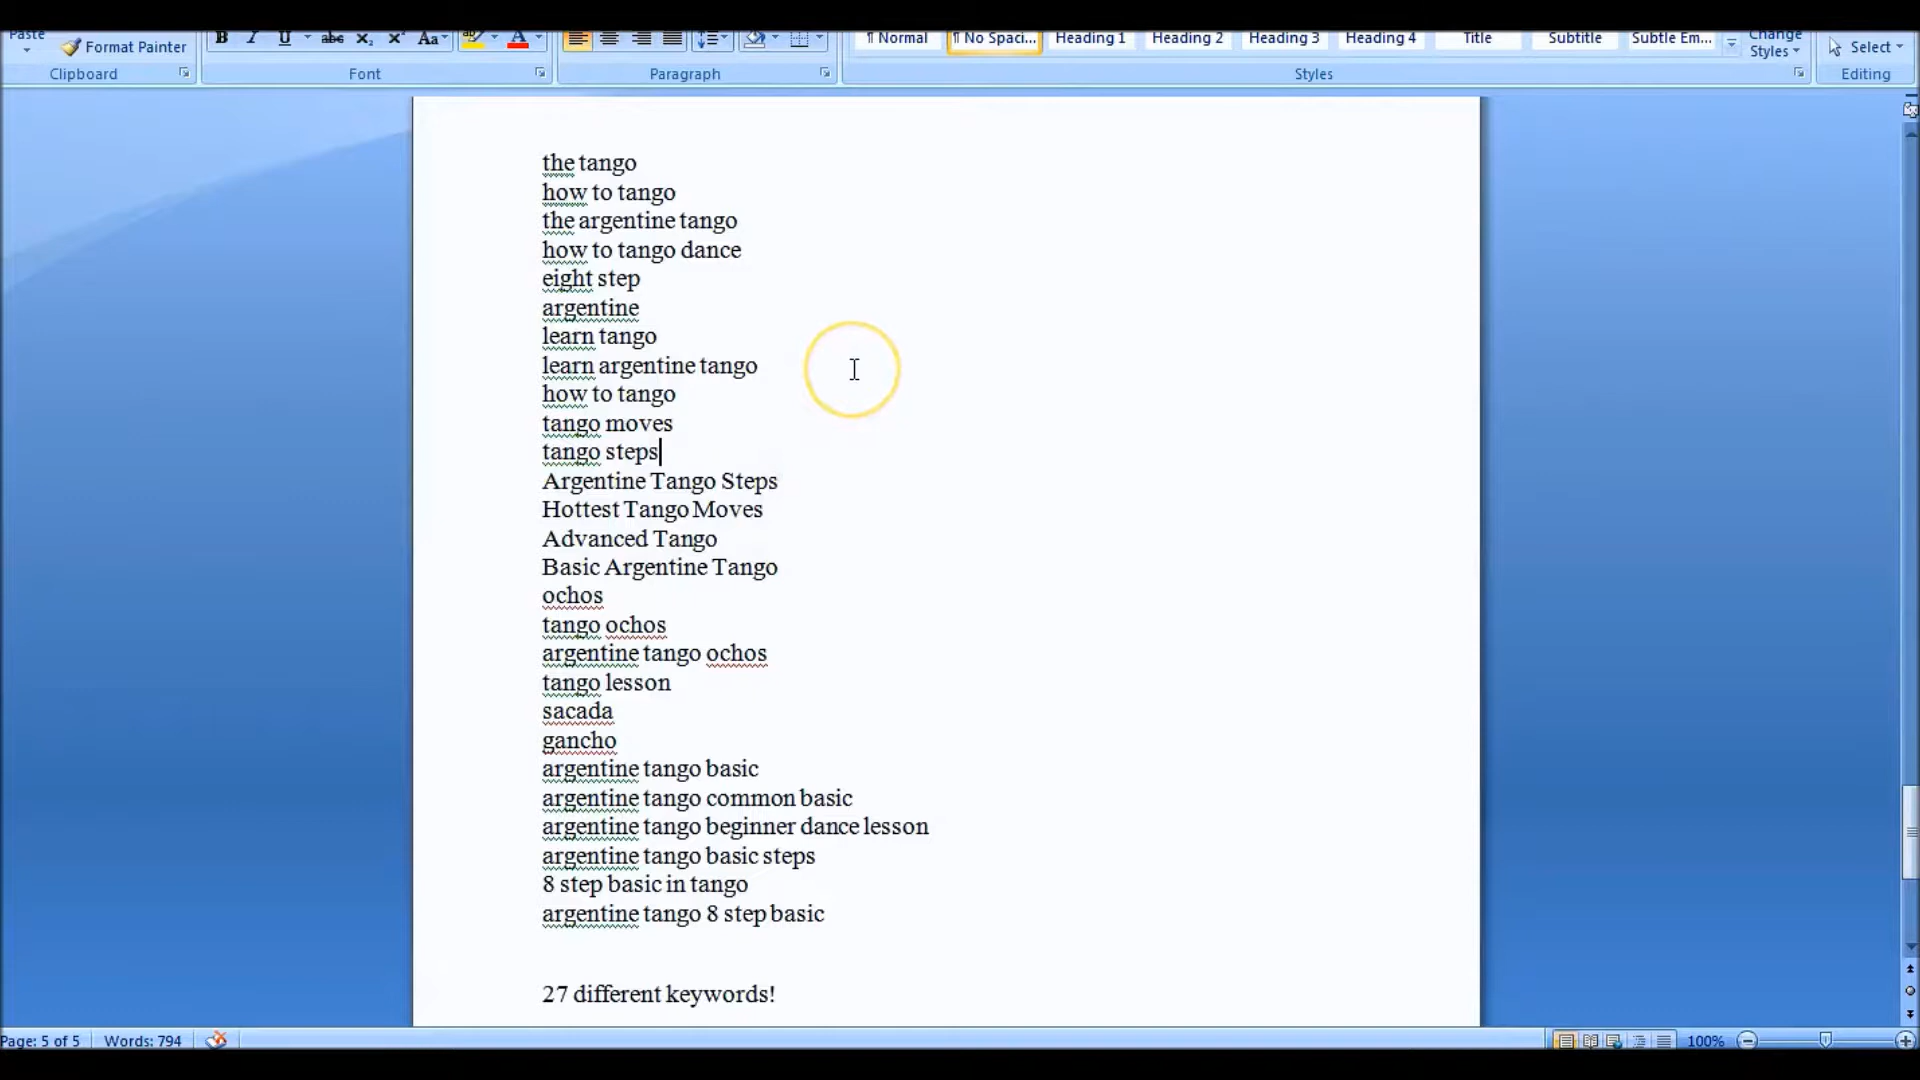 Paste
Format Painter
B I U abc X₂ X² Aa A
¶ Normal ¶ No Spaci... Heading 1 Heading 2 Heading 3 Heading 4 Title Subtitle Subtle Em...
Change
Styles
Select
Clipboard Font Paragraph Styles Editing
the tango
how to tango
the argentine tango
how to tango dance
eight step
argentine
learn tango
learn argentine tango
how to tango
tango moves
tango steps
Argentine Tango Steps
Hottest Tango Moves
Advanced Tango
Basic Argentine Tango
ochos
tango ochos
argentine tango ochos
tango lesson
sacada
gancho
argentine tango basic
argentine tango common basic
argentine tango beginner dance lesson
argentine tango basic steps
8 step basic in tango
argentine tango 8 step basic
27 different keywords!
Page: 5 of 5 Words: 794 100%